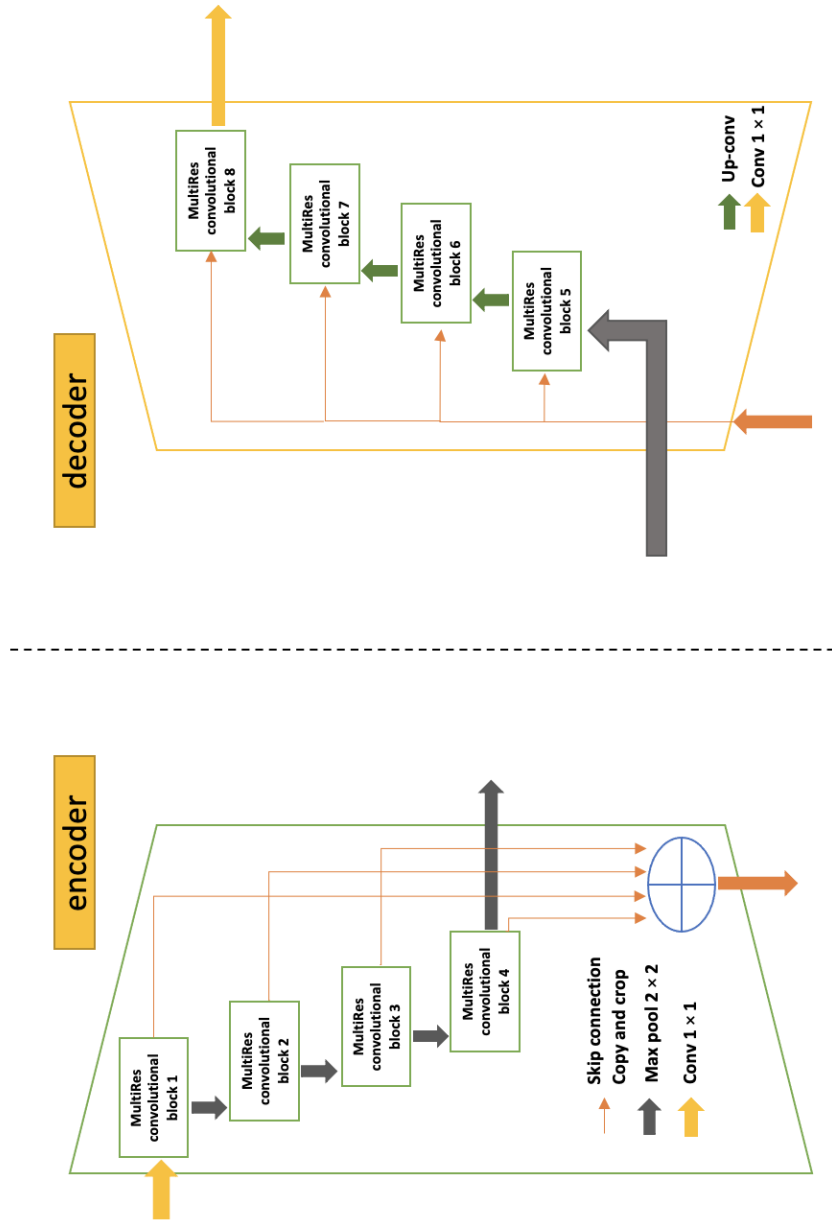 encoder
MultiRes
convolutional
block 1
MultiRes
convolutional
block 2
MultiRes
convolutional
block 3
MultiRes
convolutional
block 4
Skip connection
Copy and crop
Max pool 2 × 2
Conv 1 × 1
decoder
MultiRes
convolutional
block 8
MultiRes
convolutional
block 7
MultiRes
convolutional
block 6
MultiRes
convolutional
block 5
Up-conv
Conv 1 × 1